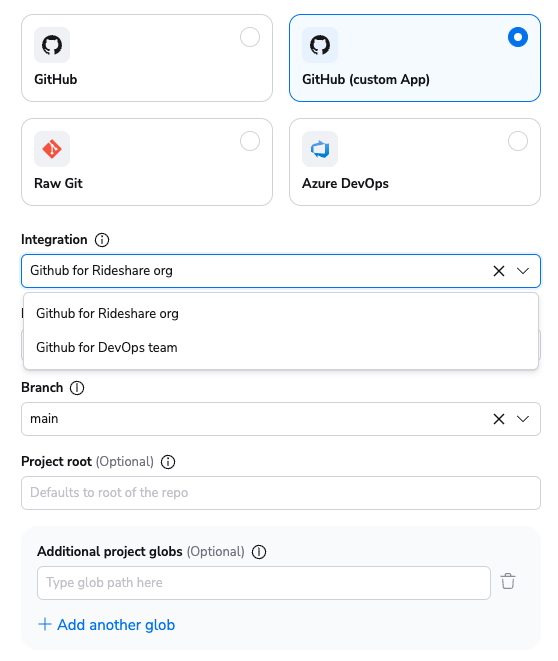 GitHub
GitHub (custom App)
Raw Git
Azure DevOps
Integration
Github for Rideshare org
Github for Rideshare org
Github for DevOps team
Branch
main
Project root (Optional)
Defaults to root of the repo
Additional project globs (Optional)
Type glob path here
Add another glob